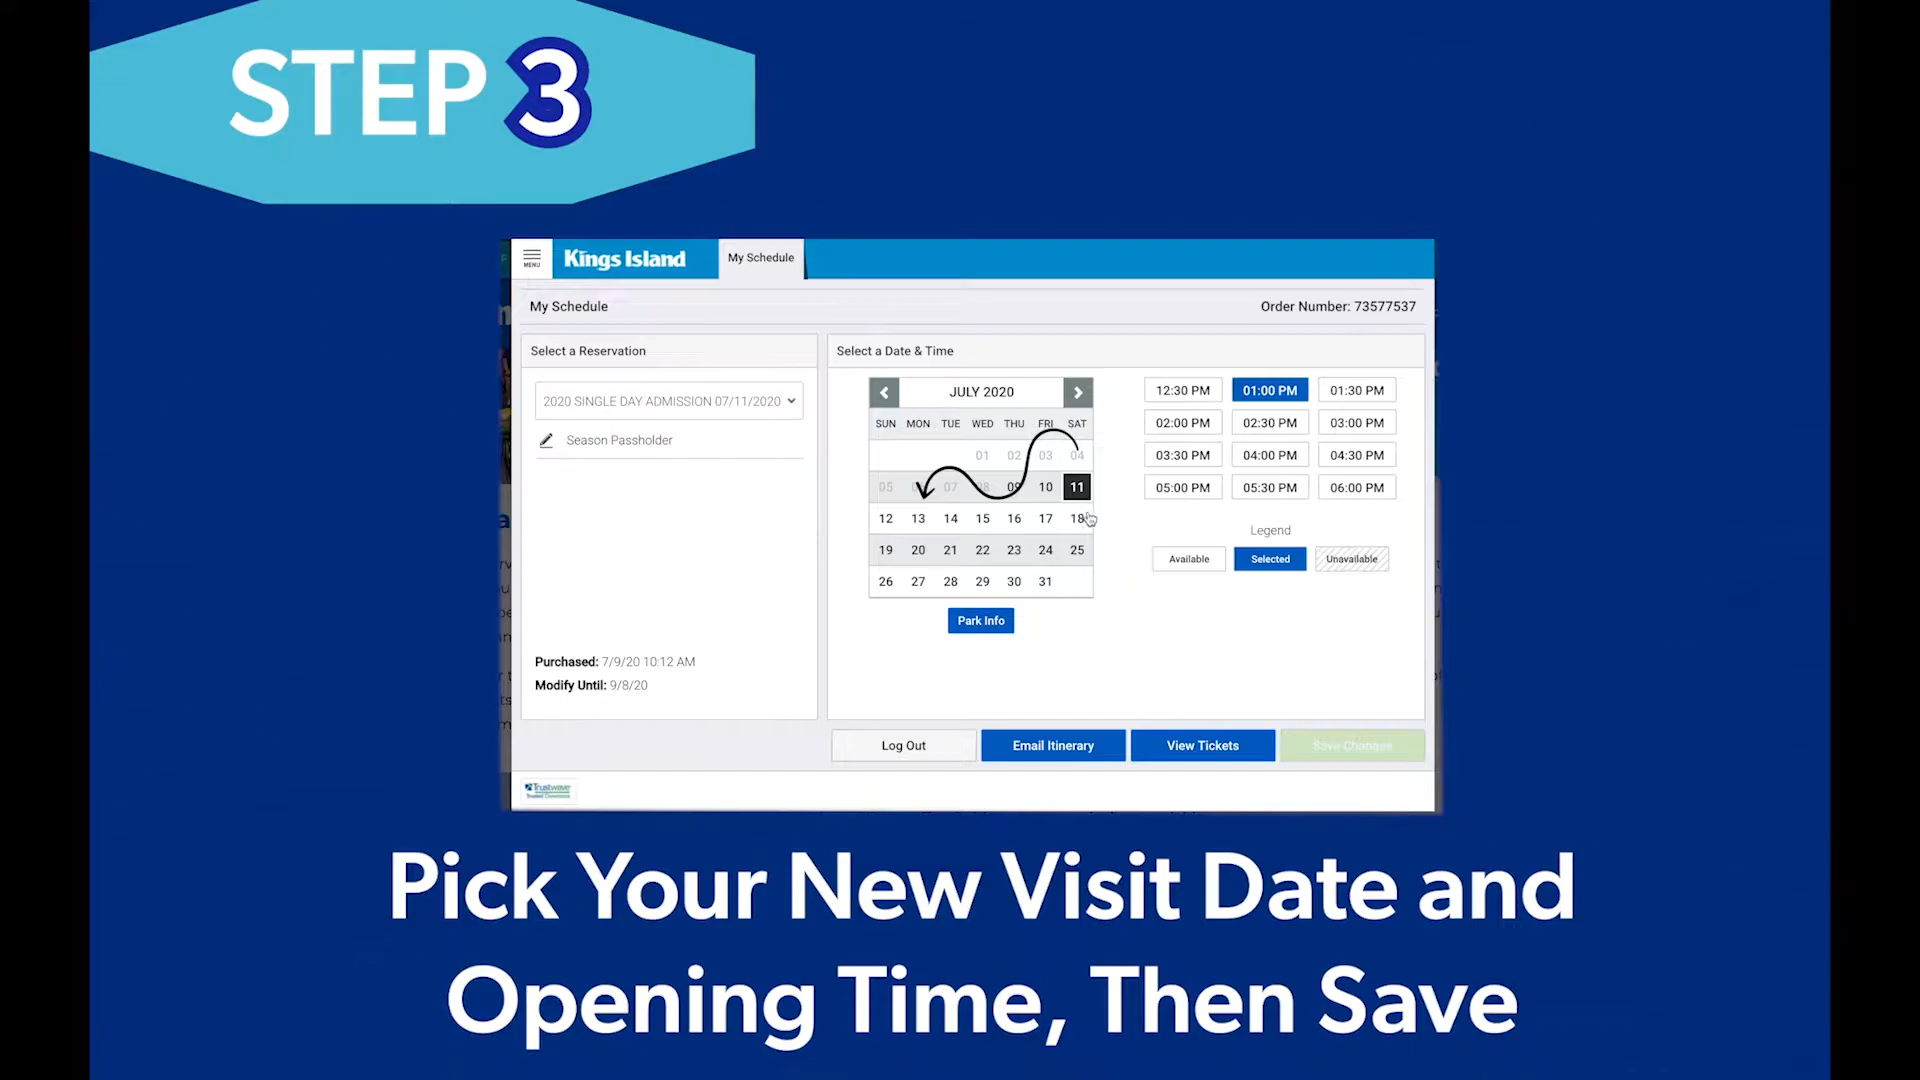 STEP 3
MENU
Kings Island
My Schedule
My Schedule
Order Number: 73577537
Select a Reservation
Select a Date & Time
2020 SINGLE DAY ADMISSION 07/11/2020
Season Passholder
JULY 2020
SUN MON TUE WED THU FRI SAT
01 02 03 04
05 07 08 09 10 11
12 13 14 15 16 17 18
19 20 21 22 23 24 25
26 27 28 29 30 31
Park Info
12:30 PM 01:00 PM 01:30 PM
02:00 PM 02:30 PM 03:00 PM
03:30 PM 04:00 PM 04:30 PM
05:00 PM 05:30 PM 06:00 PM
Legend
Available Selected Unavailable
Purchased: 7/9/20 10:12 AM
Modify Until: 9/8/20
Log Out Email Itinerary View Tickets Save Changes
Trustwave
Pick Your New Visit Date and
Opening Time, Then Save